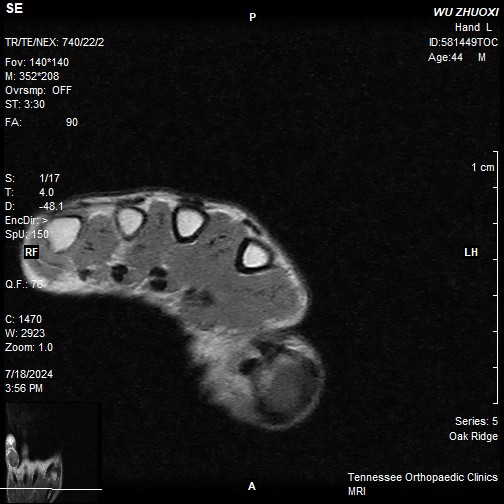 SE
P
WU ZHUOXI
Hand L
ID:581449TOC
Age:44 M
TR/TE/NEX: 740/22/2
Fov: 140*140
M: 352*208
Ovrsmp: OFF
ST: 3:30
FA: 90
1 cm
S: 1/17
T: 4.0
D: -48.1
EncDir: >
SpU: 150
RF
LH
Q.F.: 76
C: 1470
W: 2923
Zoom: 1.0
7/18/2024
3:56 PM
Series: 5
Oak Ridge
A
Tennessee Orthopaedic Clinics
MRI